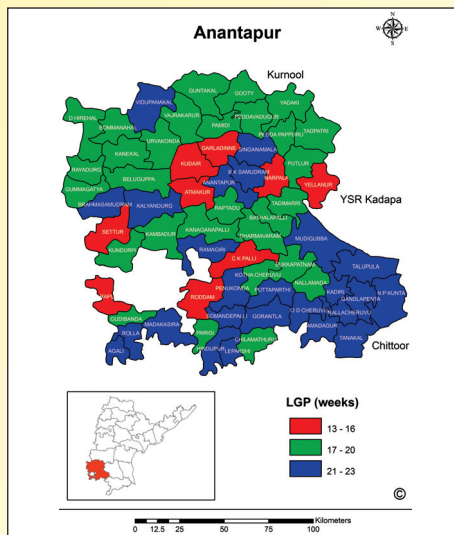 Anantapur
Kurnool
GUNTAKAL
GOOTY
VIDUPANAKAL
YADAKI
VAJRAKARUR
PEDDAVADUGUR
D HIREHAL
BOMMANAHAL
PAMIDI
TADPATRI
PEDDA PAPPURU
URVAKONDA
GARLADINNE
SINGANAMALA
KANEKAL
KUDAIR
PUTLUR
RAYADURG
BELUGUPPA
B K SAMUDRAM
NARPALA
YELLANUR
GUMMAGATYA
ANANTAPUR
ATMAKUR
TADIMARRI
YSR Kadapa
BRAHMASAMUDRAM
KALYANDURG
RAPTADU
BATHALAPALLI
SETTUR
KANAGANAPALLI
KAMBADUR
DHARMAVARAM
MUDIGUBBA
KUNDURPI
RAMAGIRI
C.K PALLI
BUKKAPATNAM
TALUPULA
KOTHA CHERUVU
NALLAMADA
KADIRI
N P KUNTA
PENUKONDA
PUTTAPARTHI
GANDLAPENTA
RODDAM
O D CHERUVU
NALLACHERUVU
GUDIBANDA
SOMANDEPALLI
GORANTLA
MADAKASIRA
AMADAGUR
Chittoor
ROLLA
PARIGI
CHILAMATHUR
TANAKAL
AGALI
HINDUPUR
LEPAKSHI
LGP (weeks)
13 - 16
17 - 20
21 - 23
©
Kilometers
0 12.5 25 50 75 100